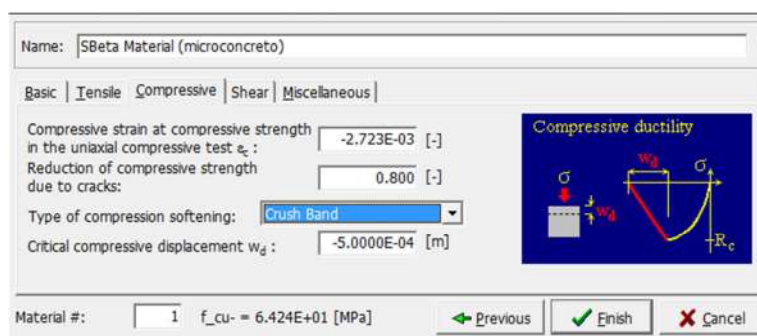 Name: SBeta Material (microconcreto)
Basic Tensile Compressive Shear Miscellaneous
Compressive strain at compressive strength
in the uniaxial compressive test εc : -2.723E-03 [-]
Reduction of compressive strength
due to cracks: 0.800 [-]
Type of compression softening: Crush Band
Critical compressive displacement wd : -5.0000E-04 [m]
Compressive ductility
wd
σ
σ
wd
Rc
Material #: 1 f_cu- = 6.424E+01 [MPa] Previous Finish Cancel